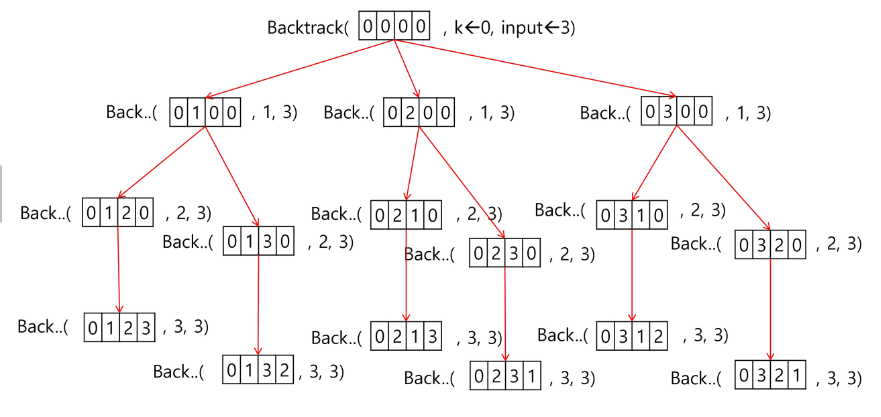 Backtrack( 0 0 0 0 , k←0, input←3)
Back..( 0 1 0 0 , 1, 3)
Back..( 0 2 0 0 , 1, 3)
Back..( 0 3 0 0 , 1, 3)
Back..( 0 1 2 0 , 2, 3)
Back..( 0 1 3 0 , 2, 3)
Back..( 0 2 1 0 , 2, 3)
Back..( 0 2 3 0 , 2, 3)
Back..( 0 3 1 0 , 2, 3)
Back..( 0 3 2 0 , 2, 3)
Back..( 0 1 2 3 , 3, 3)
Back..( 0 1 3 2 , 3, 3)
Back..( 0 2 1 3 , 3, 3)
Back..( 0 2 3 1 , 3, 3)
Back..( 0 3 1 2 , 3, 3)
Back..( 0 3 2 1 , 3, 3)